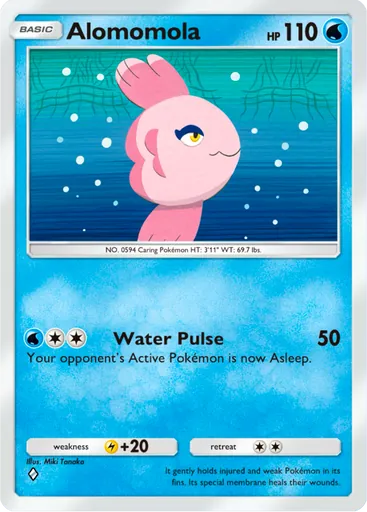 BASIC Alomomola HP 110
NO. 0594 Caring Pokémon HT: 3'11" WT: 69.7 lbs.
Water Pulse 50
Your opponent's Active Pokémon is now Asleep.
weakness +20 retreat
Illus. Miki Tanaka
It gently holds injured and weak Pokémon in its
fins. Its special membrane heals their wounds.